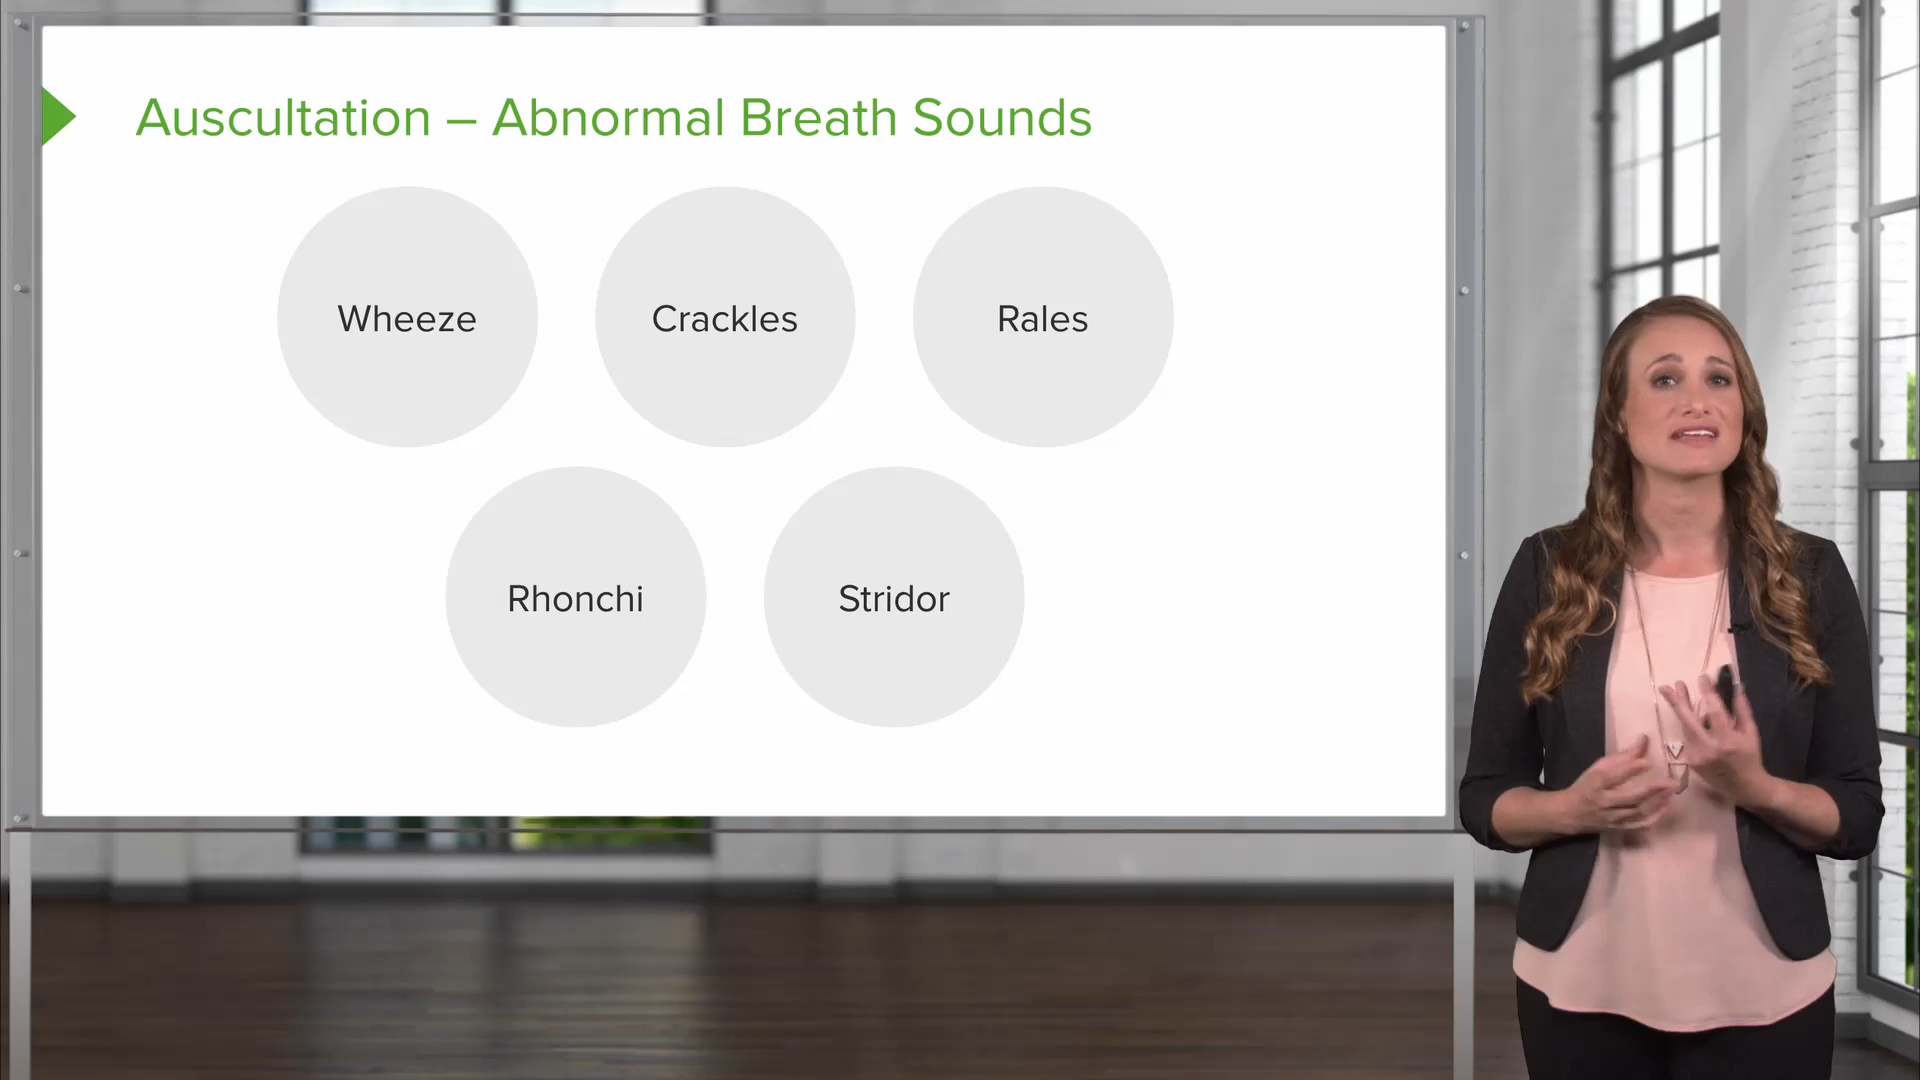 Auscultation – Abnormal Breath Sounds
Wheeze
Crackles
Rales
Rhonchi
Stridor